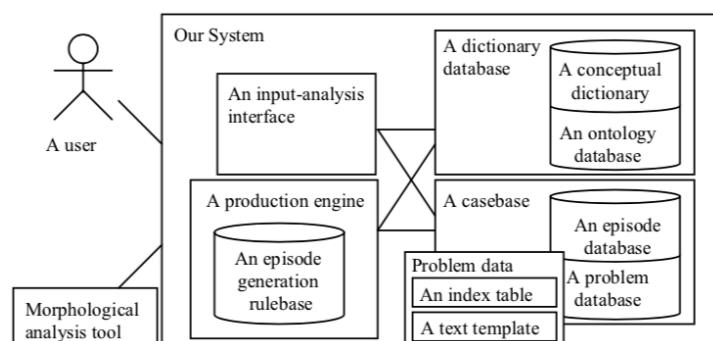 Our System
A user
An input-analysis
interface
A dictionary
database
A conceptual
dictionary
An ontology
database
A production engine
An episode
generation
rulebase
A casebase
An episode
database
A problem
database
Problem data
An index table
A text template
Morphological
analysis tool